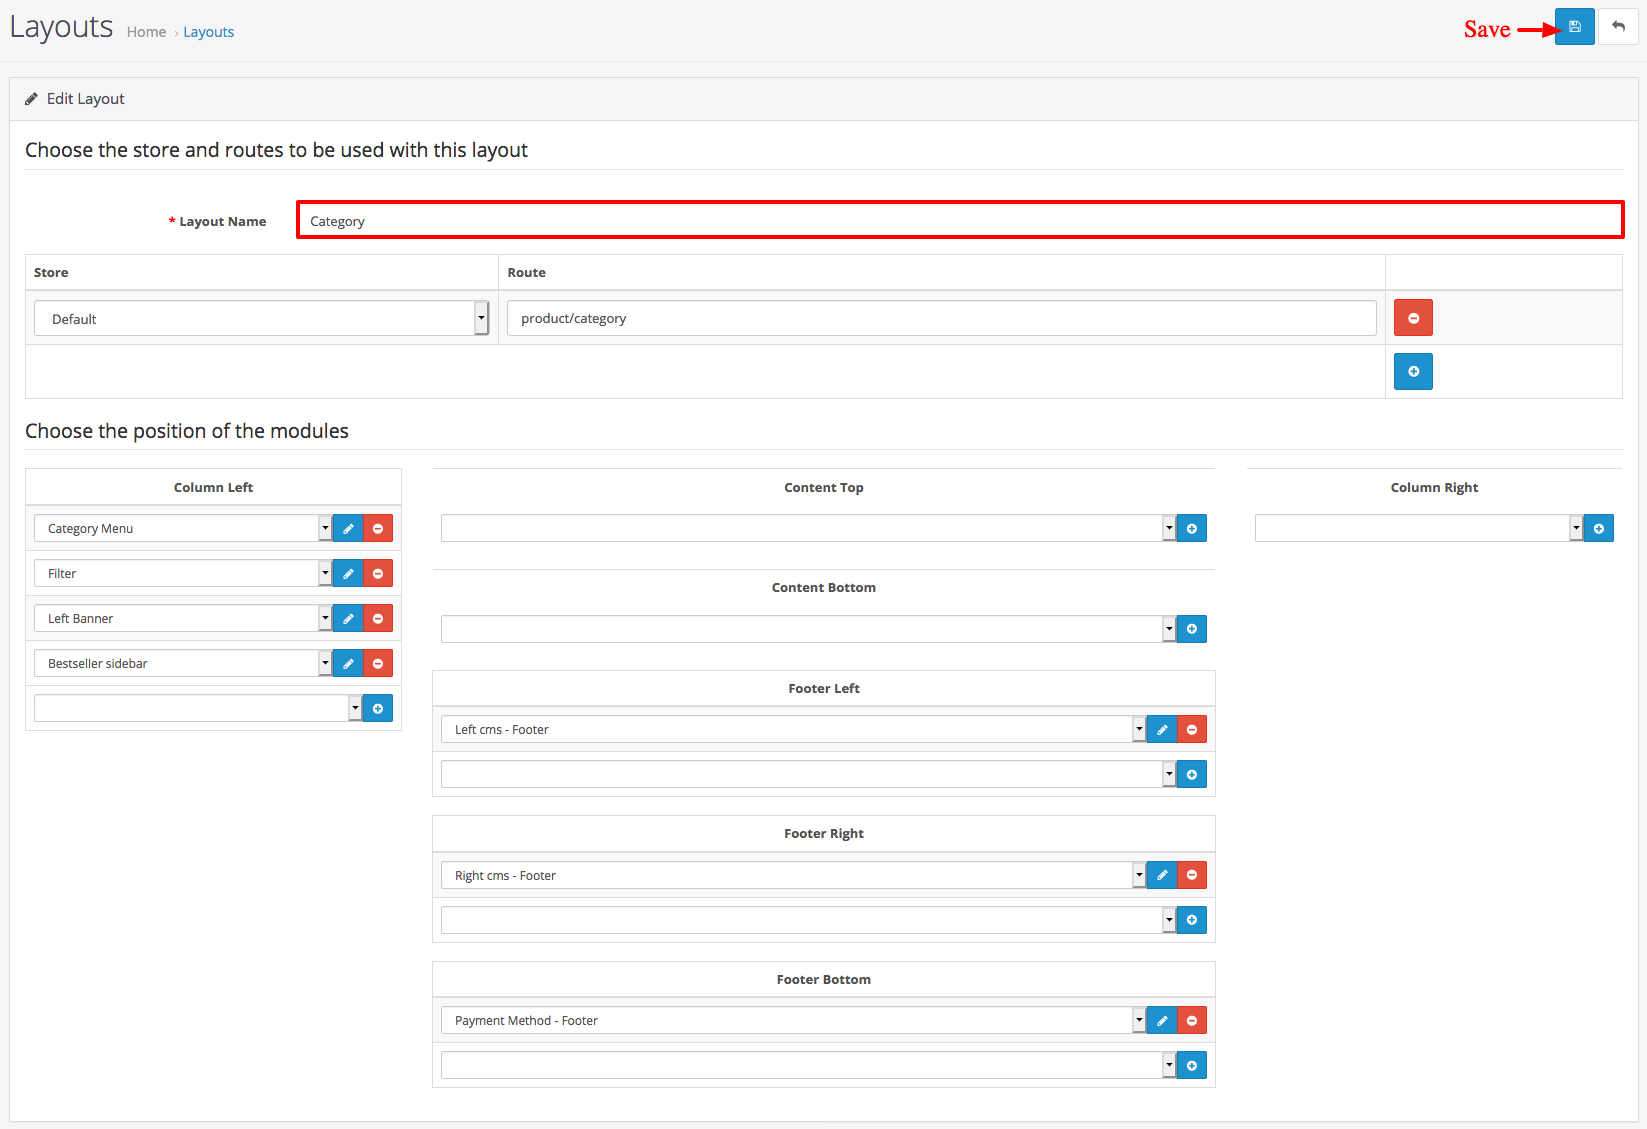 Layouts Home › Layouts
Save
Edit Layout
Choose the store and routes to be used with this layout
* Layout Name Category
Store Route
Default product/category
Choose the position of the modules
Column Left
Category Menu
Filter
Left Banner
Bestseller sidebar
Content Top
Content Bottom
Footer Left
Left cms - Footer
Footer Right
Right cms - Footer
Footer Bottom
Payment Method - Footer
Column Right